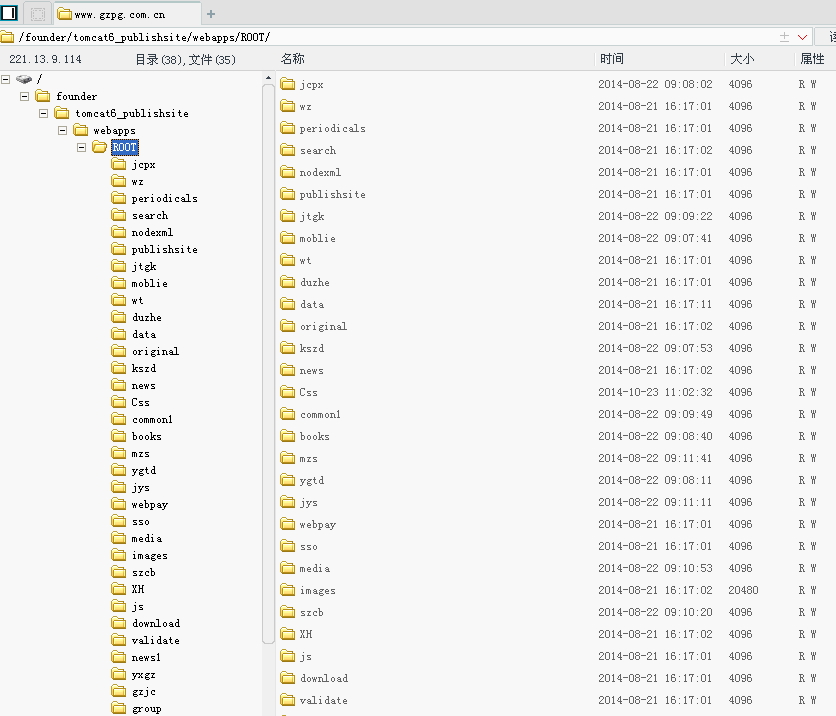 www.gzpg.com.cn
/founder/tomcat6_publishsite/webapps/ROOT/
221.13.9.114 目录(38),文件(35)
/
founder
tomcat6_publishsite
webapps
ROOT
jcpx
wz
periodicals
search
nodexml
publishsite
jtgk
moblie
wt
duzhe
data
original
kszd
news
Css
common1
books
mzs
ygtd
jys
webpay
sso
media
images
szcb
XH
js
download
validate
news1
yxgz
gzjc
group
名称 时间 大小 属性
jcpx 2014-08-22 09:08:02 4096 R W
wz 2014-08-21 16:17:01 4096 R W
periodicals 2014-08-21 16:17:01 4096 R W
search 2014-08-21 16:17:02 4096 R W
nodexml 2014-08-21 16:17:01 4096 R W
publishsite 2014-08-21 16:17:01 4096 R W
jtgk 2014-08-22 09:09:22 4096 R W
moblie 2014-08-22 09:07:41 4096 R W
wt 2014-08-21 16:17:01 4096 R W
duzhe 2014-08-21 16:17:01 4096 R W
data 2014-08-21 16:17:11 4096 R W
original 2014-08-21 16:17:02 4096 R W
kszd 2014-08-22 09:07:53 4096 R W
news 2014-08-21 16:17:02 4096 R W
Css 2014-10-23 11:02:32 4096 R W
common1 2014-08-22 09:09:49 4096 R W
books 2014-08-22 09:08:40 4096 R W
mzs 2014-08-22 09:11:41 4096 R W
ygtd 2014-08-22 09:08:11 4096 R W
jys 2014-08-22 09:11:11 4096 R W
webpay 2014-08-21 16:17:01 4096 R W
sso 2014-08-21 16:17:01 4096 R W
media 2014-08-22 09:10:53 4096 R W
images 2014-08-21 16:17:02 20480 R W
szcb 2014-08-22 09:10:20 4096 R W
XH 2014-08-21 16:17:02 4096 R W
js 2014-08-21 16:17:01 4096 R W
download 2014-08-21 16:17:01 4096 R W
validate 2014-08-21 16:17:01 4096 R W